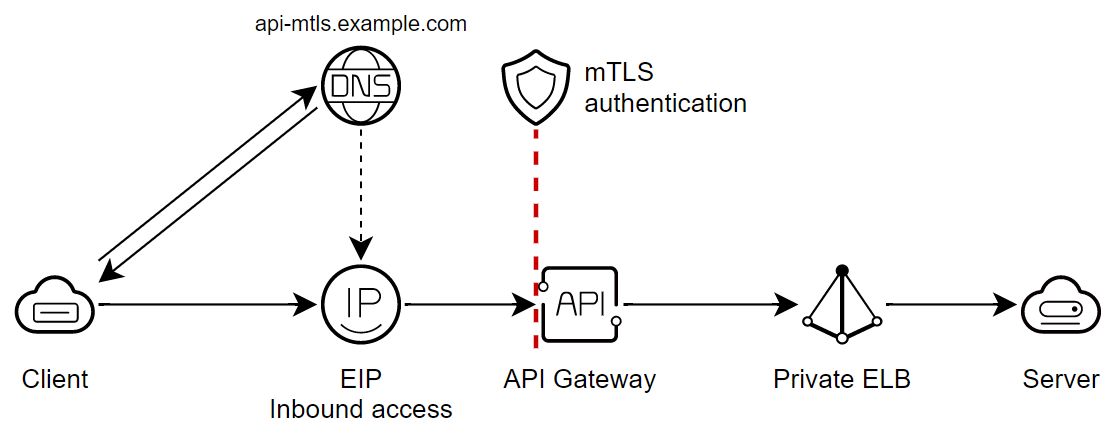 api-mtls.example.com
DNS
mTLS
authentication
IP
API
Client
EIP
Inbound access
API Gateway
Private ELB
Server